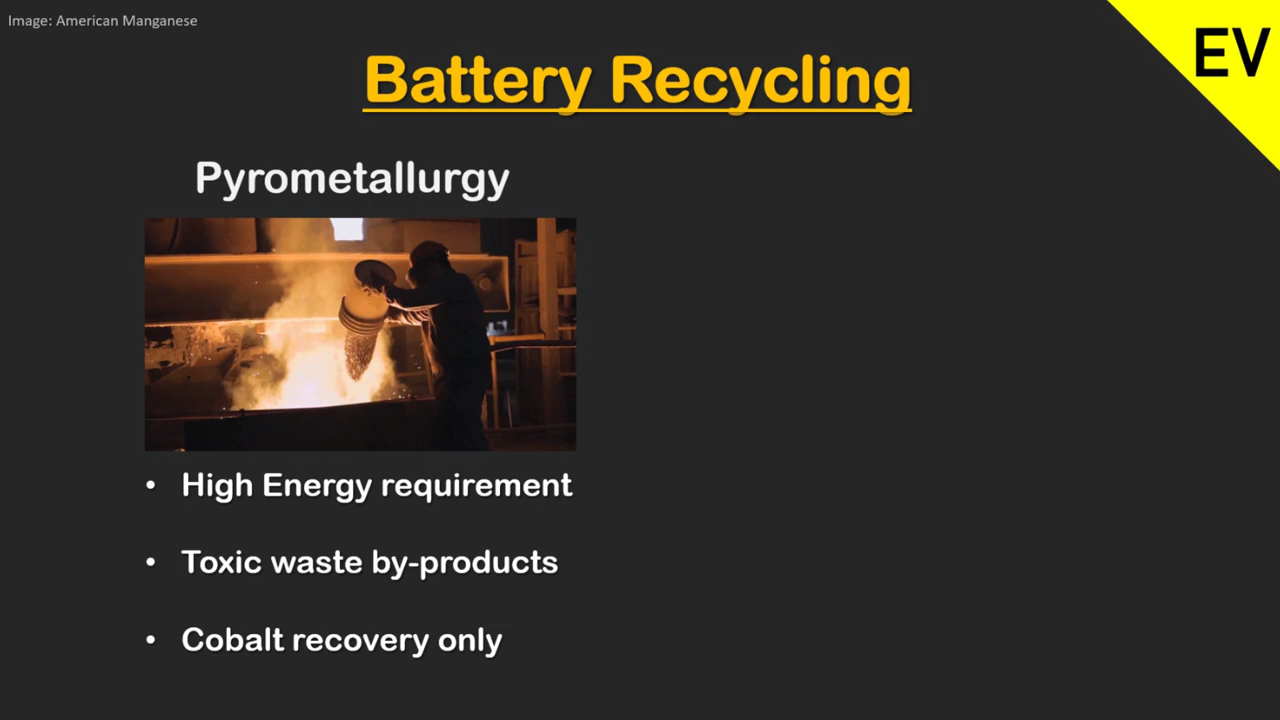 Image: American Manganese
EV
Battery Recycling
Pyrometallurgy
• High Energy requirement
• Toxic waste by-products
• Cobalt recovery only